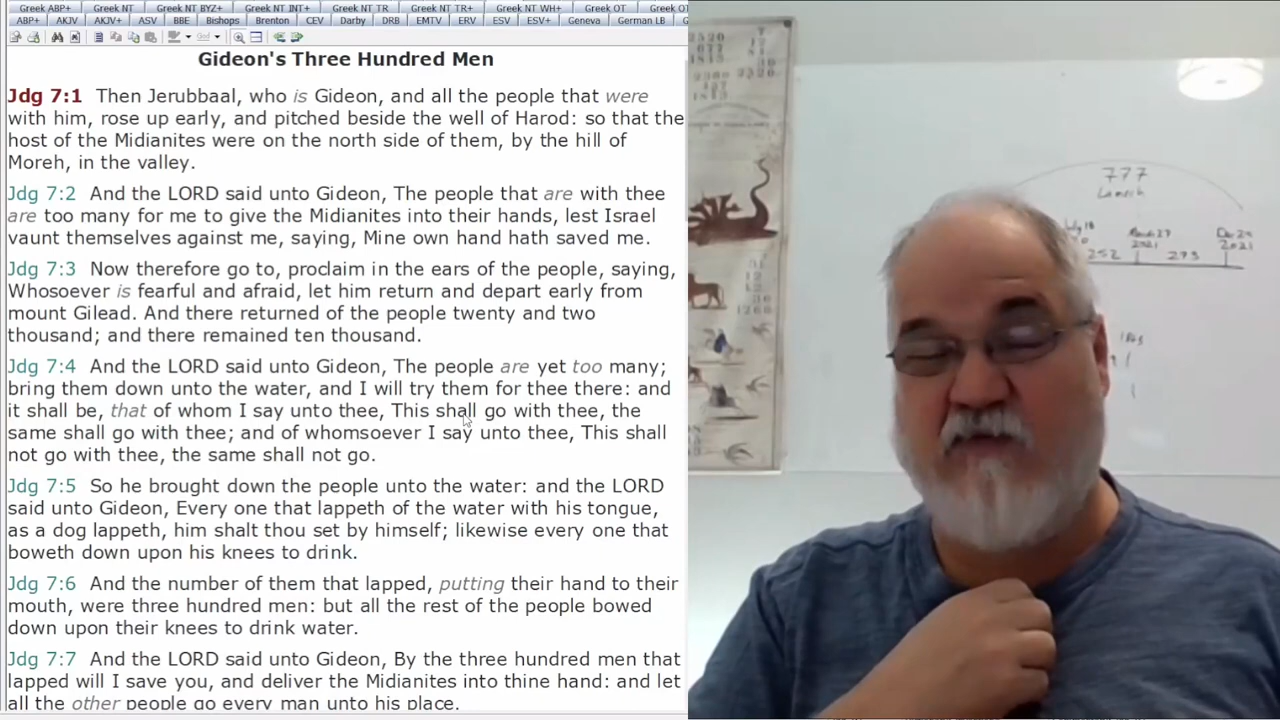 Greek ABP+ Greek NT Greek NT BYZ+ Greek NT INT+ Greek NT TR Greek NT TR+ Greek NT WH+ Greek OT Greek O
ABP+ AKJV AKJV+ ASV BBE Bishops Brenton CEV Darby DRB EMTV ERV ESV ESV+ Geneva German LB G
Gideon's Three Hundred Men
Jdg 7:1 Then Jerubbaal, who is Gideon, and all the people that were
with him, rose up early, and pitched beside the well of Harod: so that the
host of the Midianites were on the north side of them, by the hill of
Moreh, in the valley.
Jdg 7:2 And the LORD said unto Gideon, The people that are with thee
are too many for me to give the Midianites into their hands, lest Israel
vaunt themselves against me, saying, Mine own hand hath saved me.
Jdg 7:3 Now therefore go to, proclaim in the ears of the people, saying,
Whosoever is fearful and afraid, let him return and depart early from
mount Gilead. And there returned of the people twenty and two
thousand; and there remained ten thousand.
Jdg 7:4 And the LORD said unto Gideon, The people are yet too many;
bring them down unto the water, and I will try them for thee there: and
it shall be, that of whom I say unto thee, This shall go with thee, the
same shall go with thee; and of whomsoever I say unto thee, This shall
not go with thee, the same shall not go.
Jdg 7:5 So he brought down the people unto the water: and the LORD
said unto Gideon, Every one that lappeth of the water with his tongue,
as a dog lappeth, him shalt thou set by himself; likewise every one that
boweth down upon his knees to drink.
Jdg 7:6 And the number of them that lapped, putting their hand to their
mouth, were three hundred men: but all the rest of the people bowed
down upon their knees to drink water.
Jdg 7:7 And the LORD said unto Gideon, By the three hundred men that
lapped will I save you, and deliver the Midianites into thine hand: and let
all the other people go every man unto his place.
2520
1260
777
Lamech
2021
2021
252 273